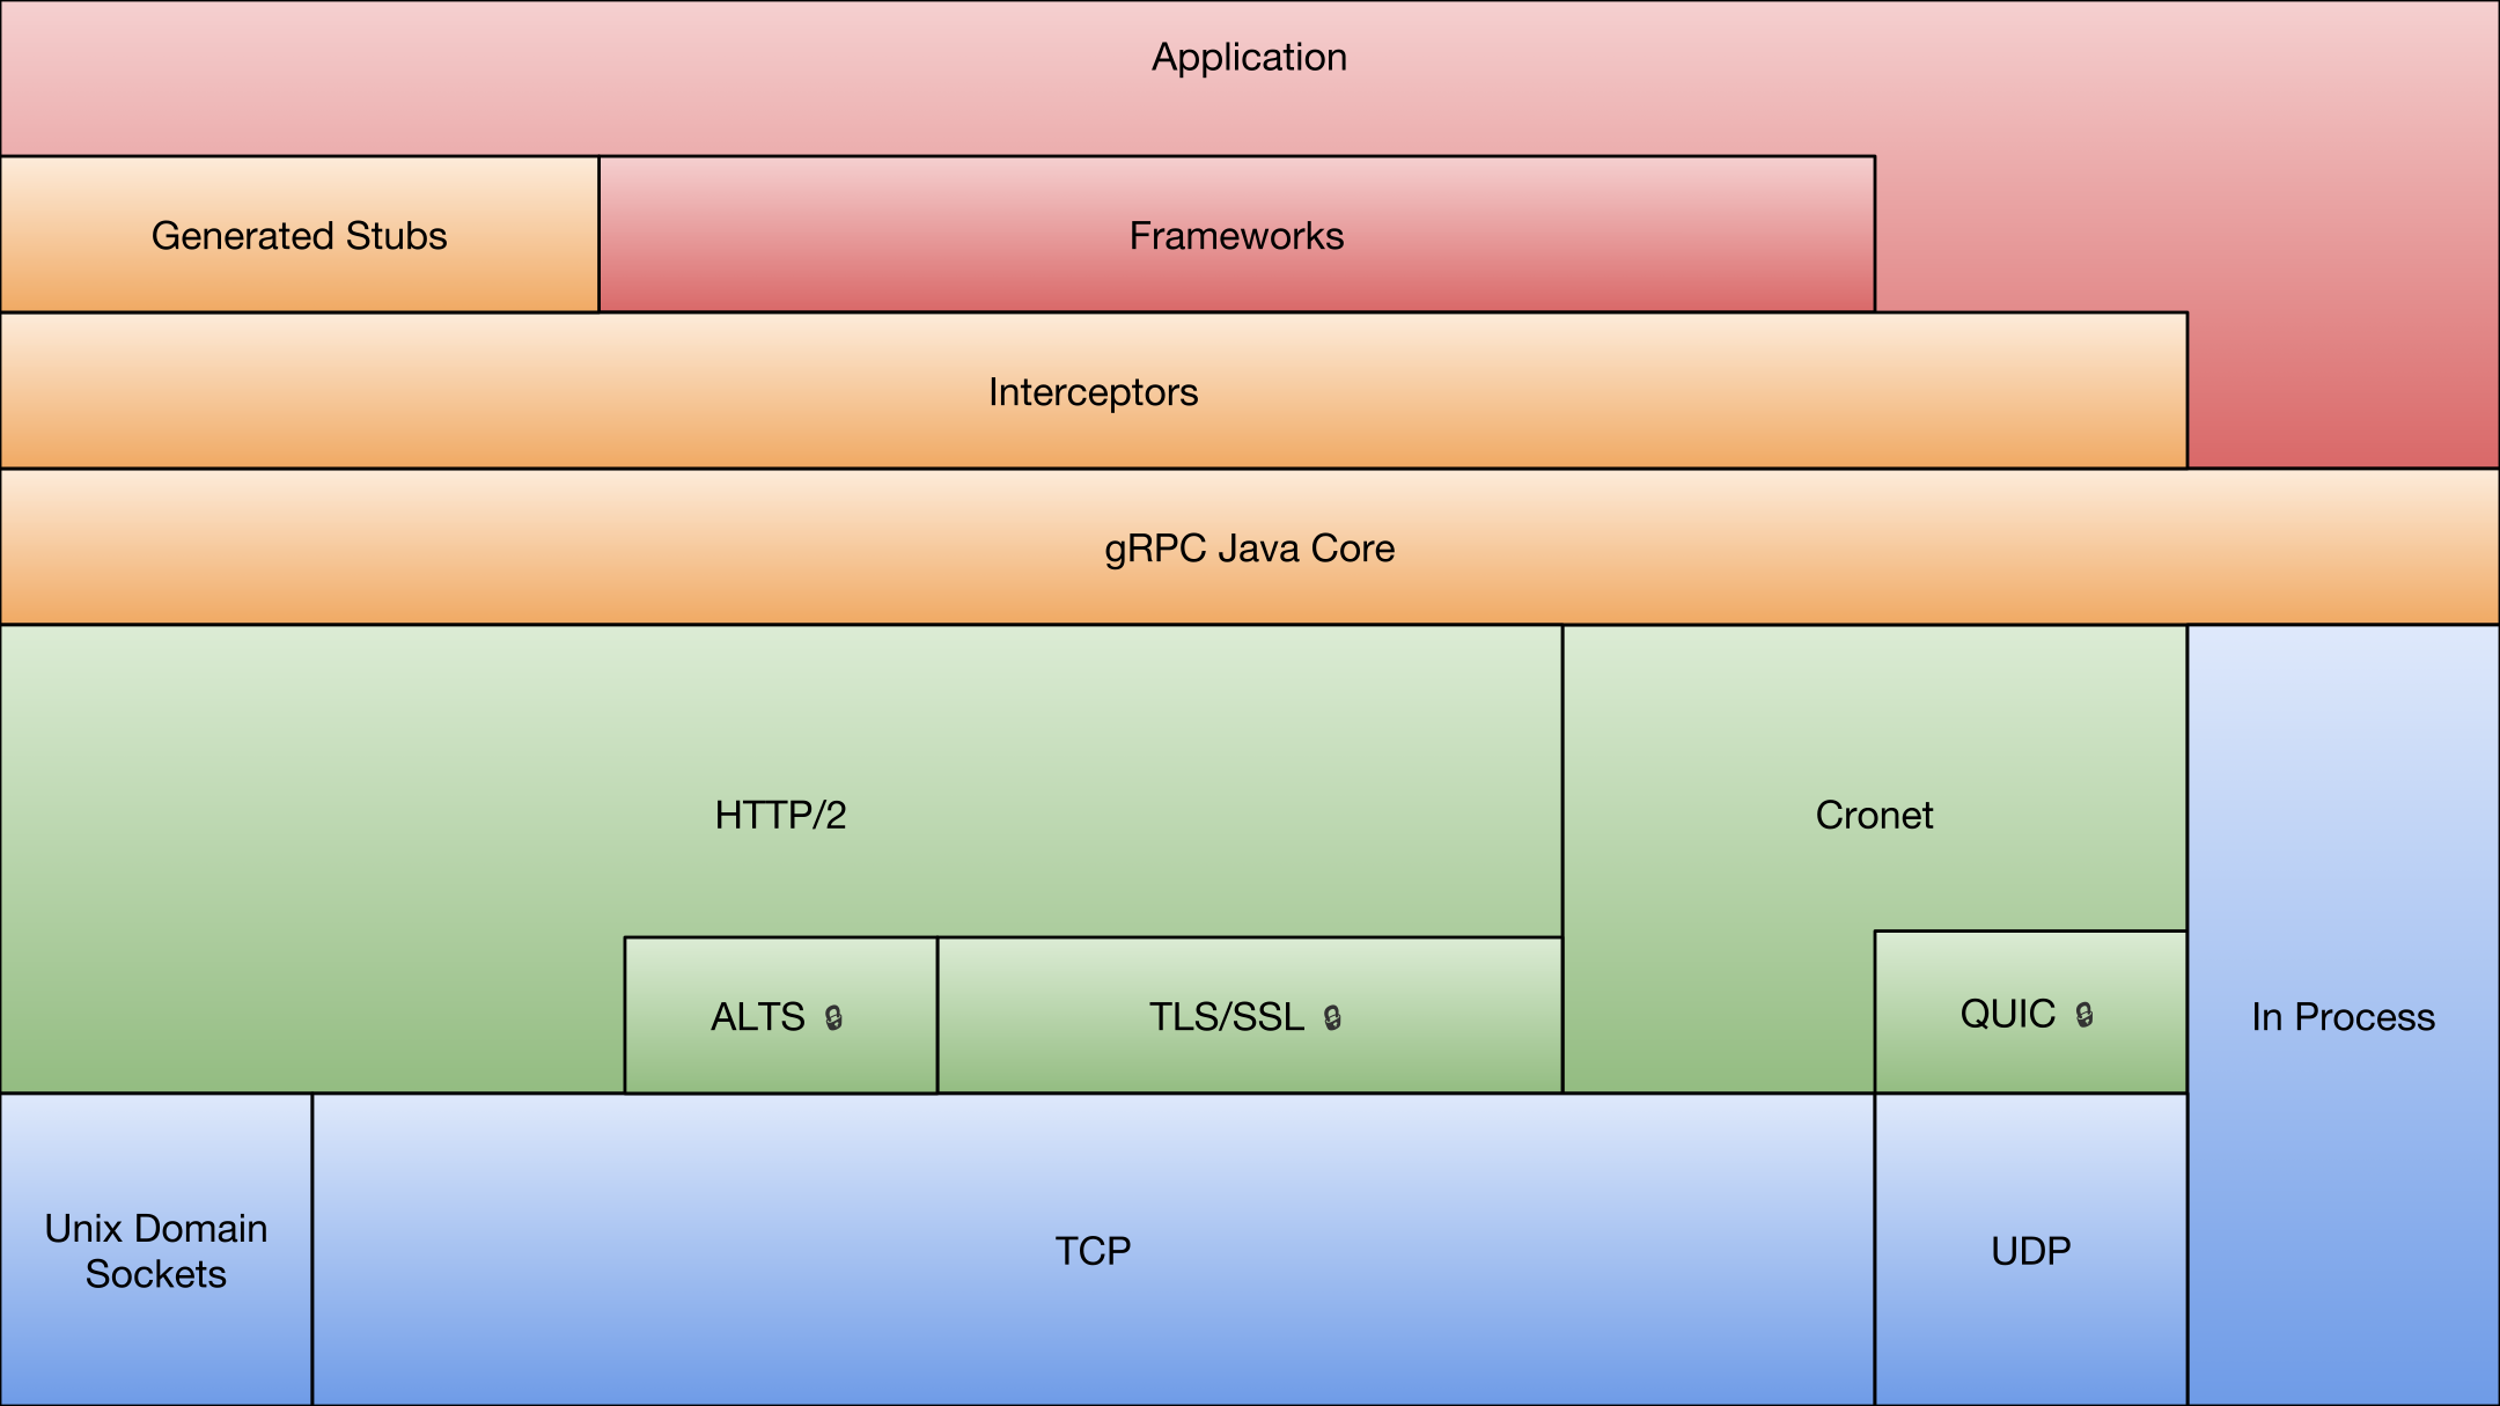 Application
Generated Stubs
Frameworks
Interceptors
gRPC Java Core
HTTP/2
Cronet
ALTS 🔒
TLS/SSL 🔒
QUIC 🔒
In Process
Unix Domain
Sockets
TCP
UDP